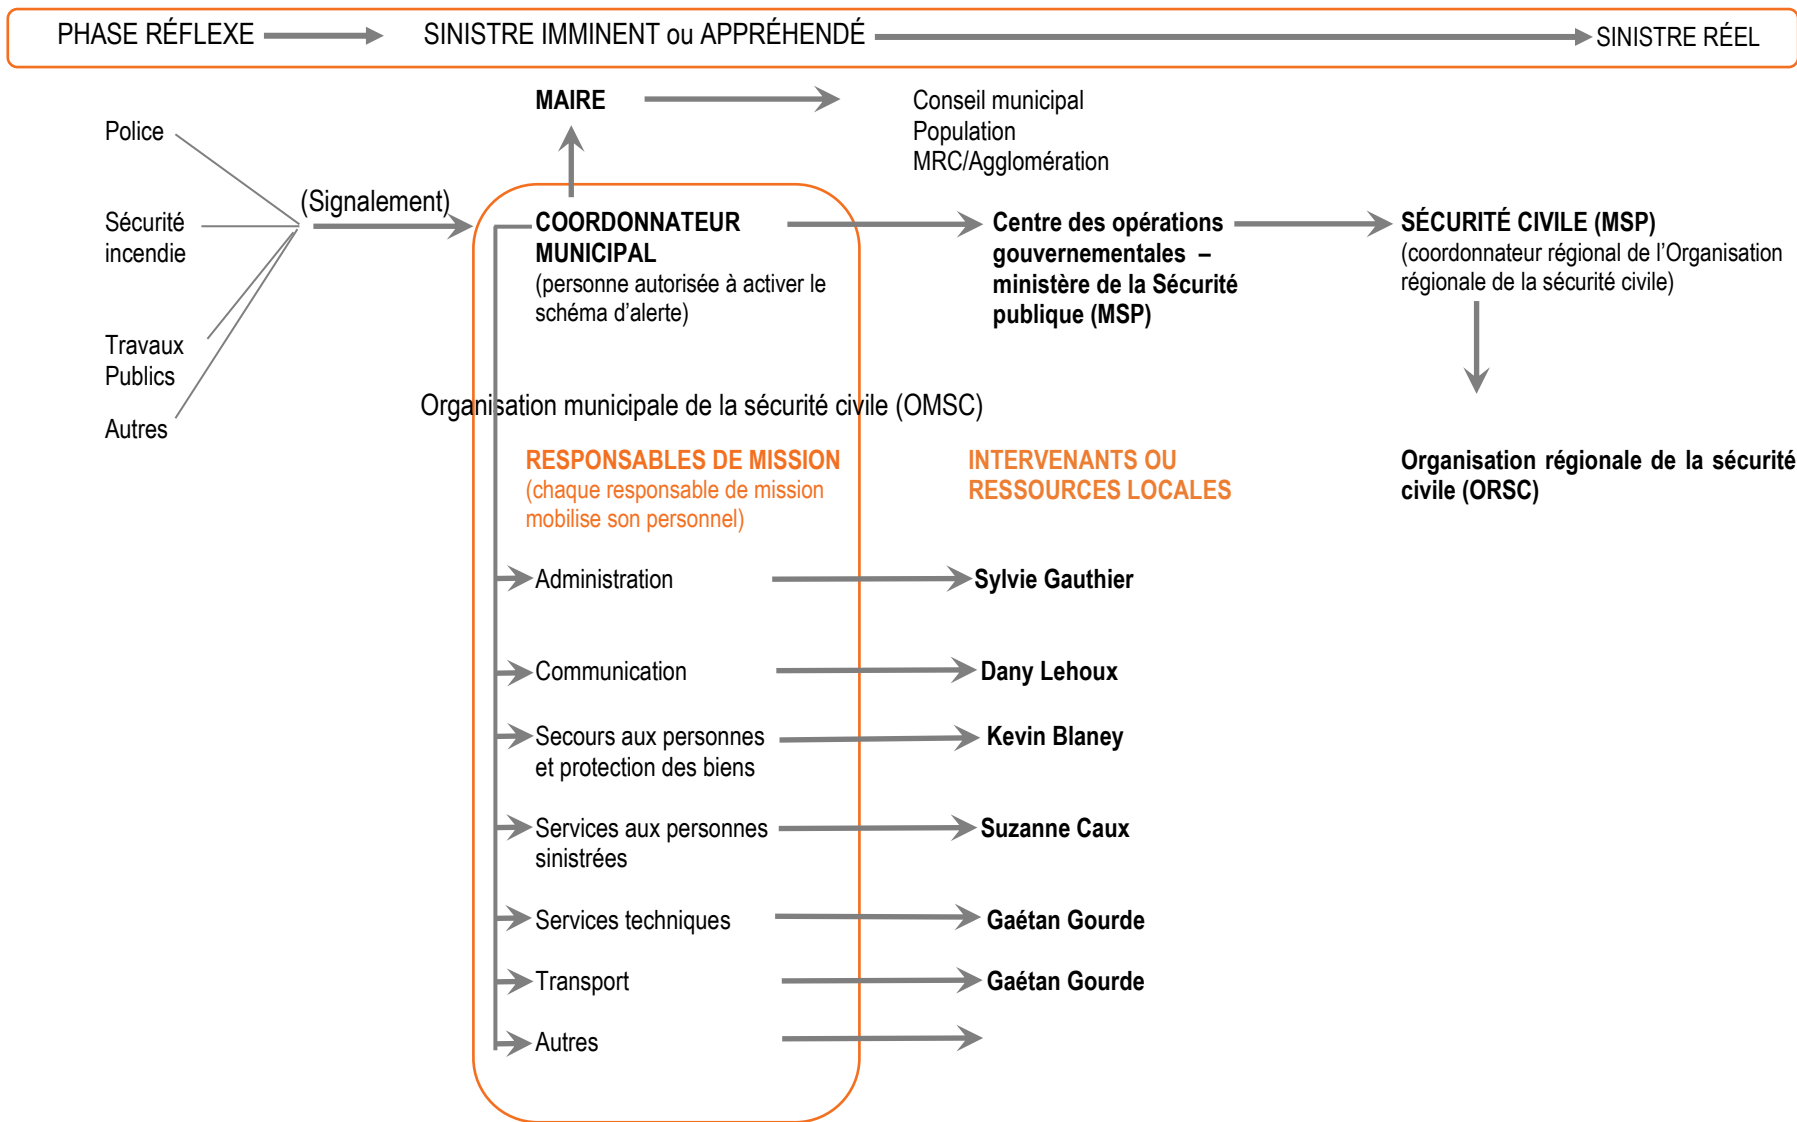 PHASE RÉFLEXE
SINISTRE IMMINENT ou APPRÉHENDÉ
SINISTRE RÉEL
MAIRE
Conseil municipal
Population
MRC/Agglomération
Police
Sécurité
incendie
Travaux
Publics
Autres
(Signalement)
COORDONNATEUR
MUNICIPAL
(personne autorisée à activer le
schéma d'alerte)
Centre des opérations
gouvernementales –
ministère de la Sécurité
publique (MSP)
SÉCURITÉ CIVILE (MSP)
(coordonnateur régional de l'Organisation
régionale de la sécurité civile)
Organisation municipale de la sécurité civile (OMSC)
RESPONSABLES DE MISSION
(chaque responsable de mission
mobilise son personnel)
INTERVENANTS OU
RESSOURCES LOCALES
Organisation régionale de la sécurité
civile (ORSC)
Administration
Sylvie Gauthier
Communication
Dany Lehoux
Secours aux personnes
et protection des biens
Kevin Blaney
Services aux personnes
sinistrées
Suzanne Caux
Services techniques
Gaétan Gourde
Transport
Gaétan Gourde
Autres